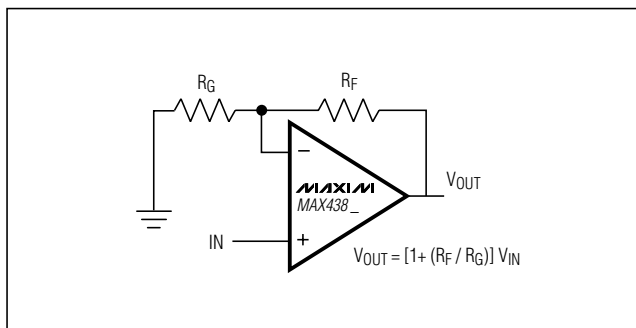 RG
RF
−
MAXIM
MAX438_
VOUT
IN
+
VOUT = [1+ (RF / RG)] VIN